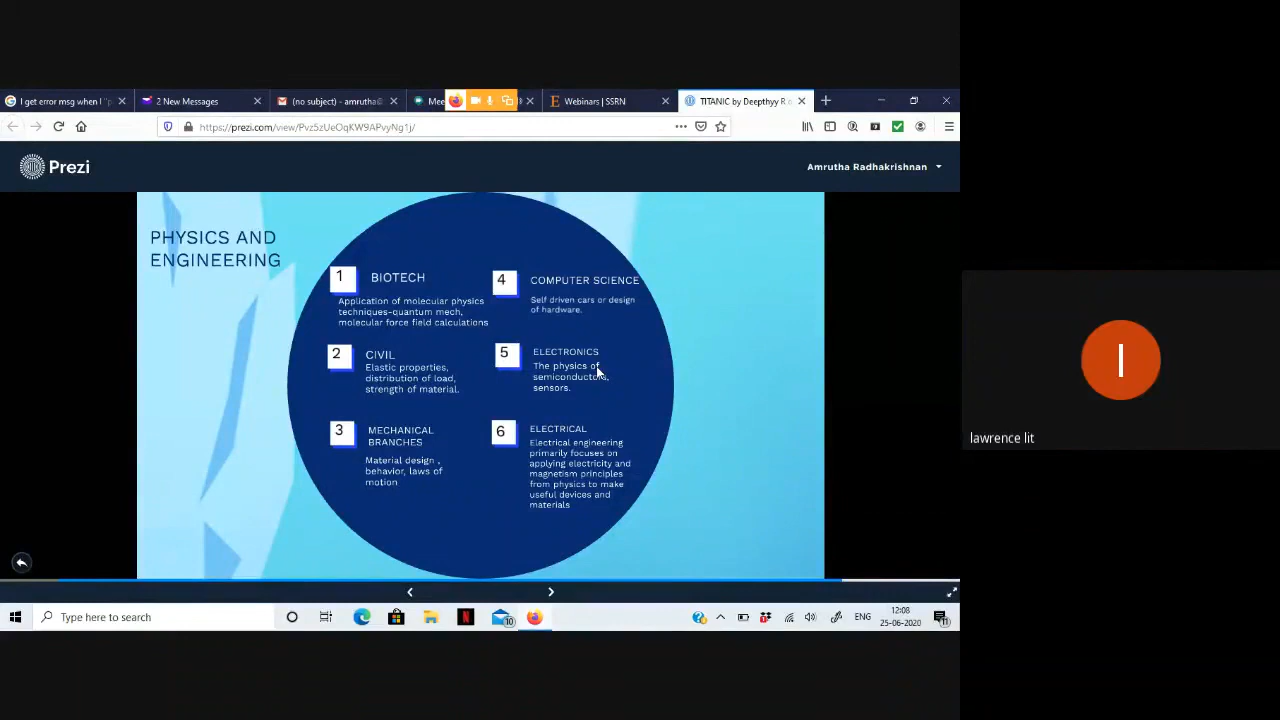 I get error msg when I "p
2 New Messages
(no subject) - amrutha@
Mee
Webinars | SSRN
TITANIC by Deepthyy R
https://prezi.com/view/Pvz5zUeOqKW9APvyNg1j/
Prezi
Amrutha Radhakrishnan
PHYSICS AND
ENGINEERING
1
BIOTECH
Application of molecular physics
techniques-quantum mech,
molecular force field calculations
2
CIVIL
Elastic properties,
distribution of load,
strength of material.
3
MECHANICAL
BRANCHES
Material design ,
behavior, laws of
motion
4
COMPUTER SCIENCE
Self driven cars or design
of hardware.
5
ELECTRONICS
The physics of
semiconductors,
sensors.
6
ELECTRICAL
Electrical engineering
primarily focuses on
applying electricity and
magnetism principles
from physics to make
useful devices and
materials
l
lawrence lit
Type here to search
10
ENG
12:08
25-06-2020
11